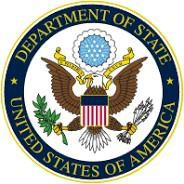 DEPARTMENT OF STATE
UNITED STATES OF AMERICA